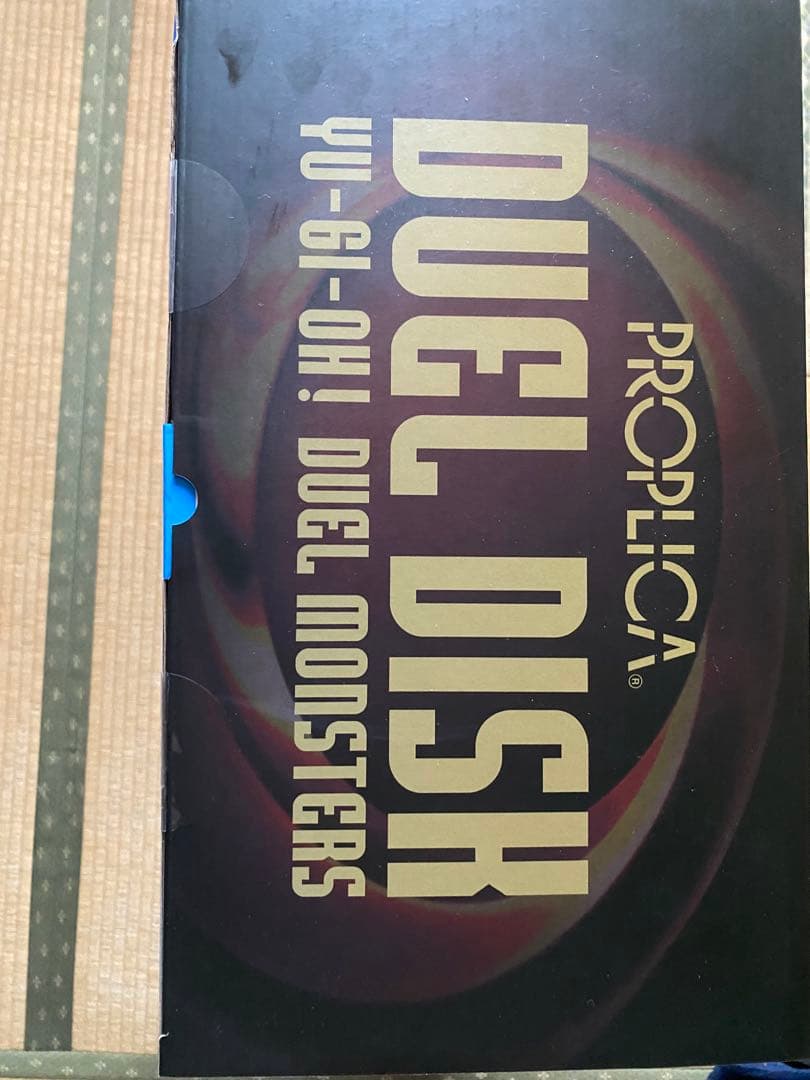 PROPLICA®
DUEL DISK
YU-GI-OH! DUEL MONSTERS